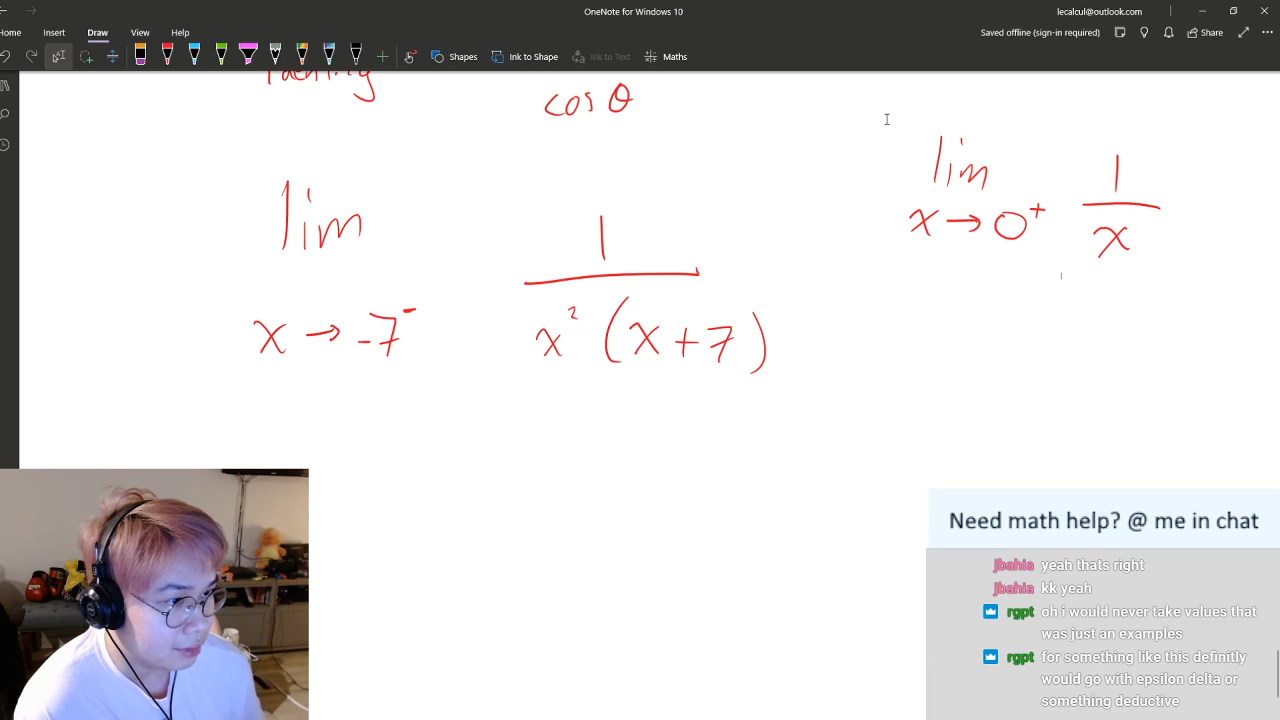 OneNote for Windows 10
lecalcul@outlook.com
Home Insert Draw View Help
Saved offline (sign-in required)
Share
Shapes
Ink to Shape
Ink to Text
Maths
cos θ
lim
x → -7⁻
1
x² (x + 7)
lim
x → 0⁺
1
x
Need math help? @ me in chat
Jbahia yeah thats right
Jbahia kk yeah
rgpt oh i would never take values that
was just an examples
rgpt for something like this definitly
would go with epsilon delta or
something deductive